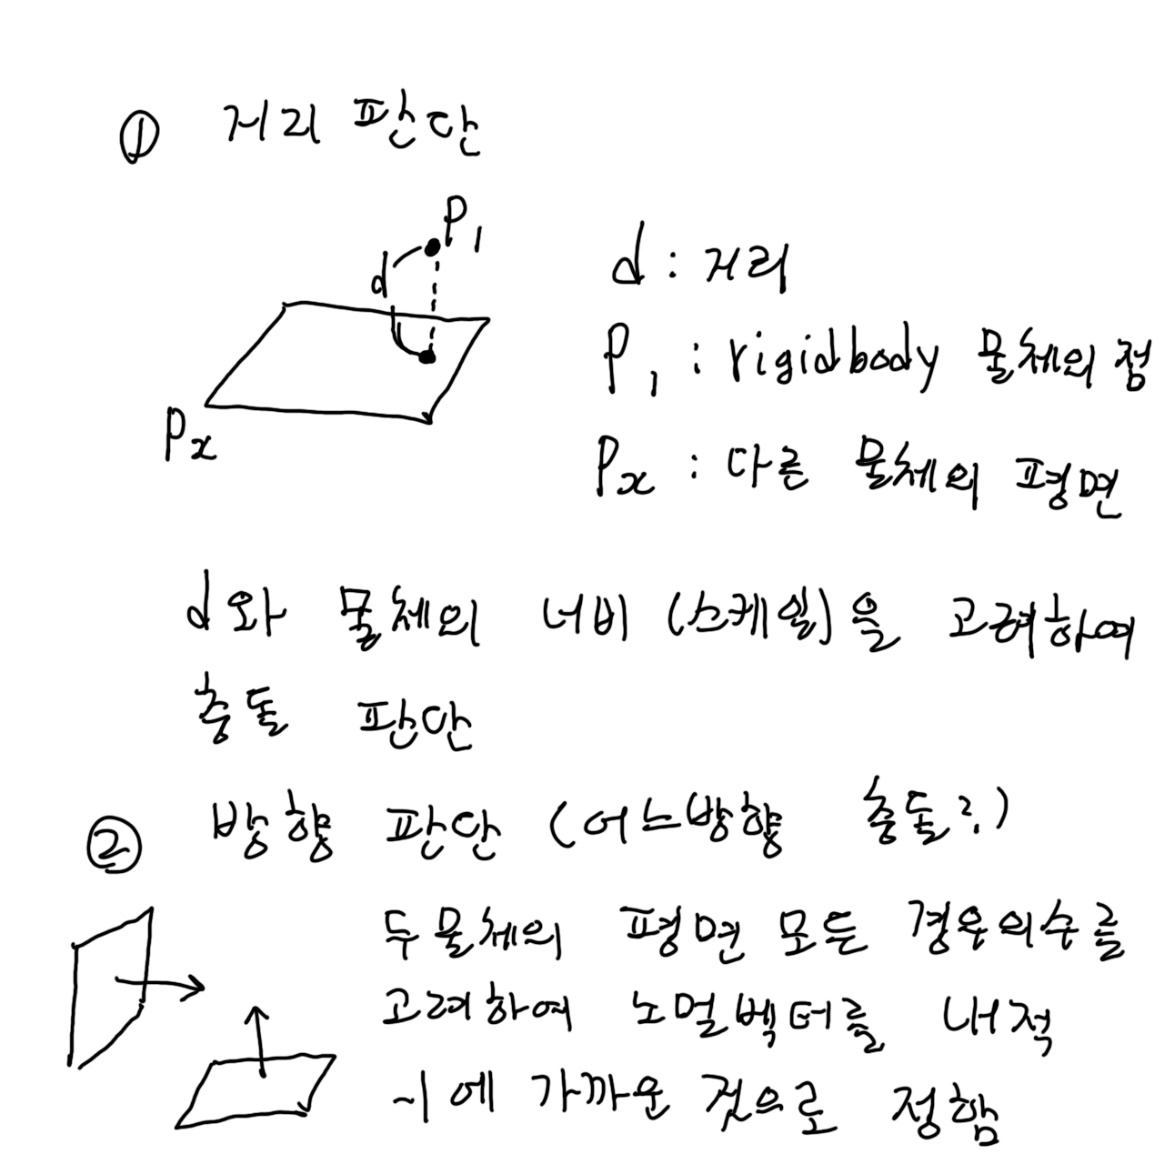 ① 거리 판단
P1
d
Px
d : 거리
P1 : rigidbody 물체의 점
Px : 다른 물체의 평면
d와 물체의 너비 (스케일)을 고려하여
충돌 판단
② 방향 판단 (어느방향 충돌?)
두물체의 평면 모든 경우의수를
고려하여 노멀벡터를 내적
-1에 가까운 것으로 정함